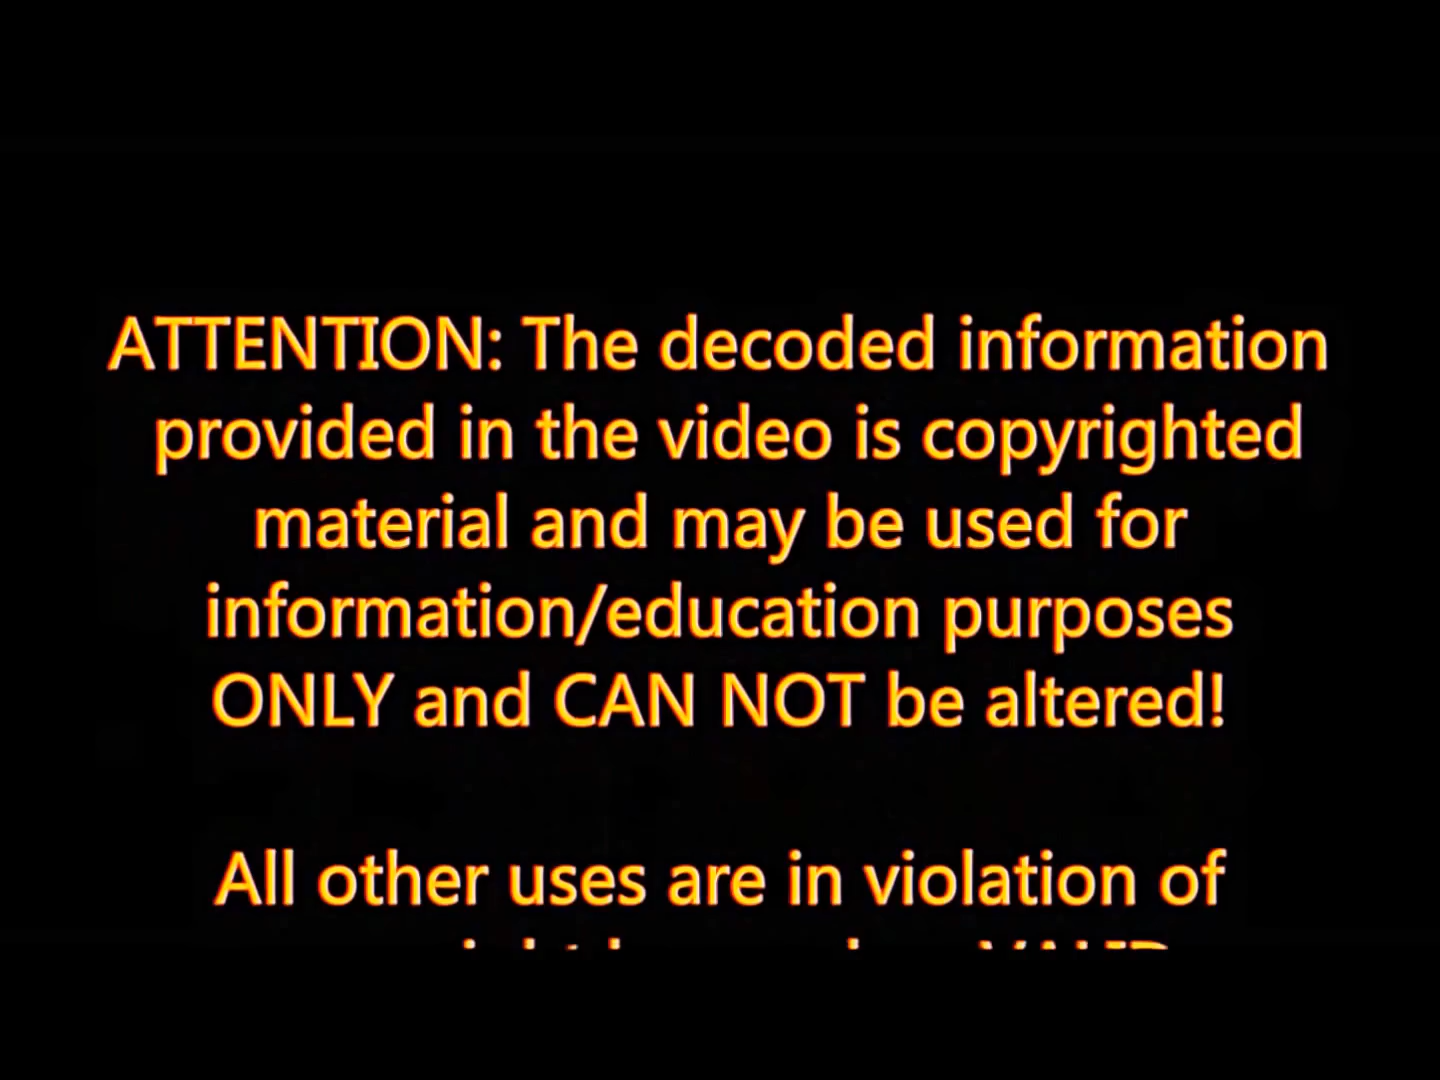 ATTENTION: The decoded information
provided in the video is copyrighted
material and may be used for
information/education purposes
ONLY and CAN NOT be altered!
All other uses are in violation of